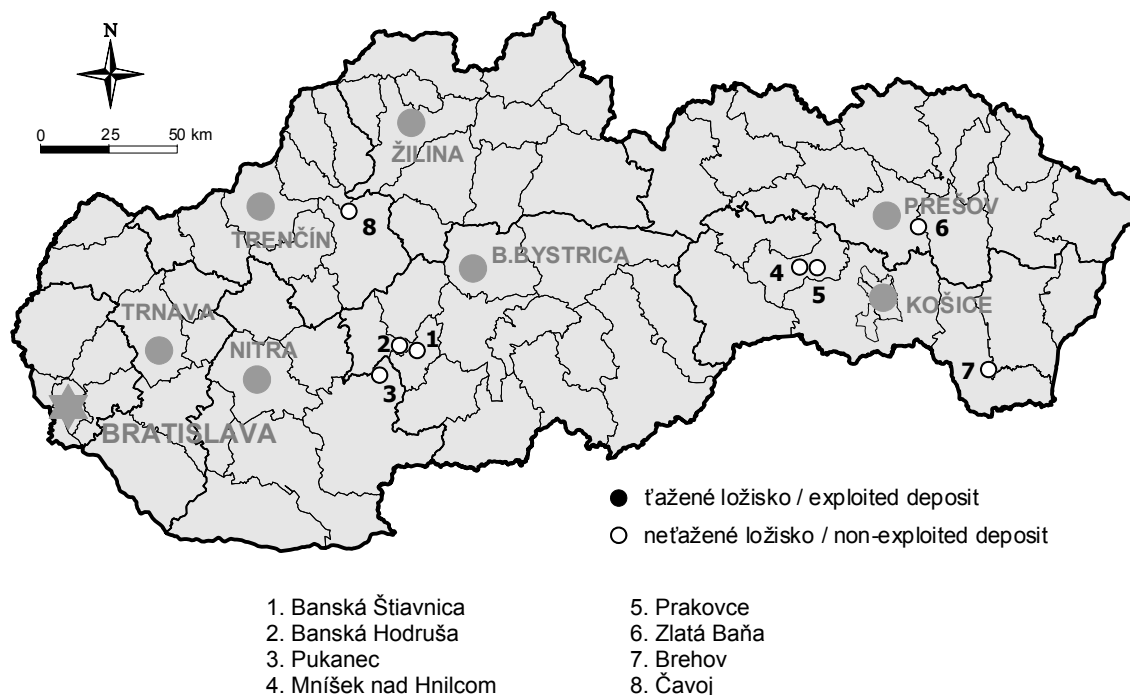 N
0 25 50 km
ŽILINA
TRENČÍN
8
B.BYSTRICA
PREŠOV
6
4
5
KOŠICE
TRNAVA
NITRA
2
1
3
7
BRATISLAVA
ťažené ložisko / exploited deposit
neťažené ložisko / non-exploited deposit
1. Banská Štiavnica
2. Banská Hodruša
3. Pukanec
4. Mníšek nad Hnilcom
5. Prakovce
6. Zlatá Baňa
7. Brehov
8. Čavoj